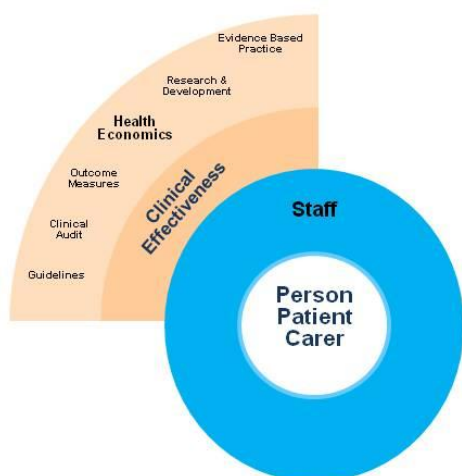 Evidence Based
Practice
Research &
Development
Health
Economics
Outcome
Measures
Clinical
Audit
Guidelines
Clinical
Effectiveness
Staff
Person
Patient
Carer